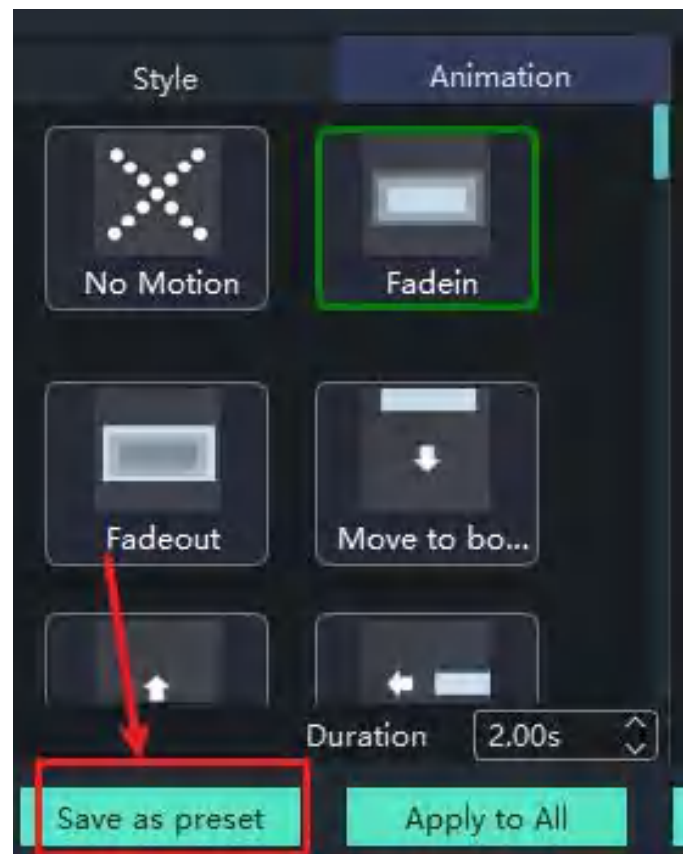 Style Animation
No Motion Fadein
Fadeout Move to bo...
Duration 2.00s
Save as preset Apply to All